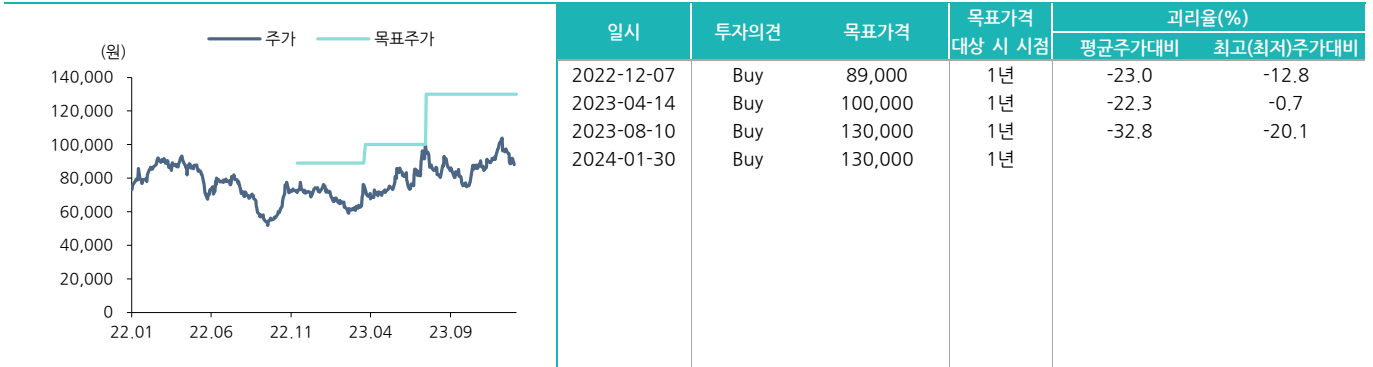 주가 목표주가
(원)
140,000
120,000
100,000
80,000
60,000
40,000
20,000
0
22.01 22.06 22.11 23.04 23.09
일시 투자의견 목표가격 목표가격 대상 시 시점 괴리율(%)
평균주가대비 최고(최저)주가대비
2022-12-07 Buy 89,000 1년 -23.0 -12.8
2023-04-14 Buy 100,000 1년 -22.3 -0.7
2023-08-10 Buy 130,000 1년 -32.8 -20.1
2024-01-30 Buy 130,000 1년